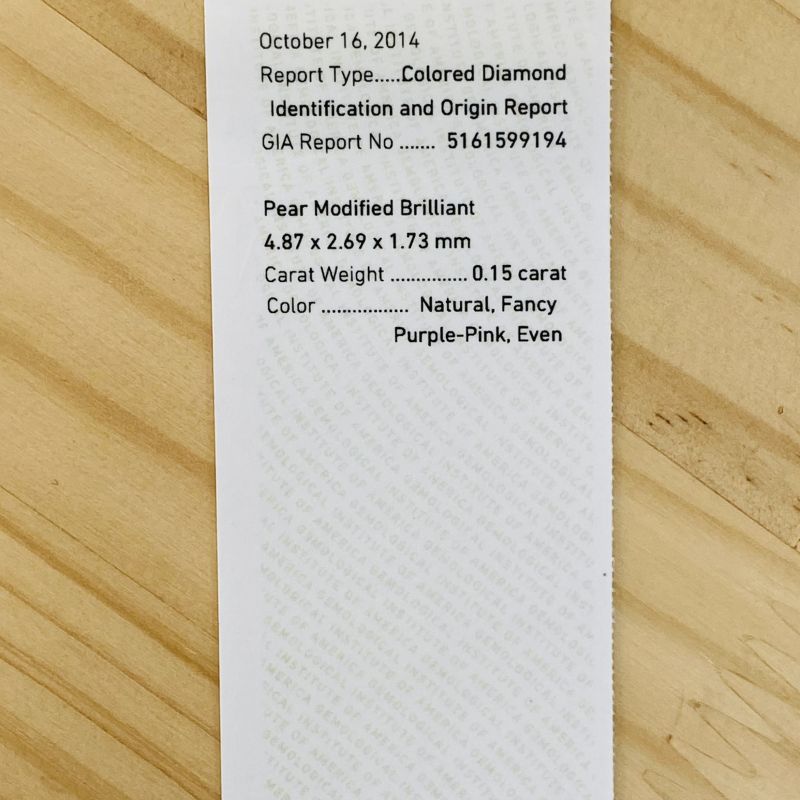 October 16, 2014
Report Type.....Colored Diamond
Identification and Origin Report
GIA Report No ....... 5161599194
Pear Modified Brilliant
4.87 x 2.69 x 1.73 mm
Carat Weight ............... 0.15 carat
Color ................. Natural, Fancy
Purple-Pink, Even